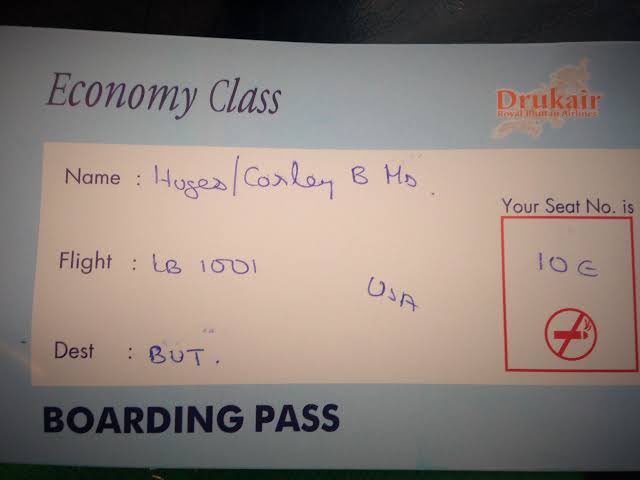 Economy Class
Drukair
Royal Bhutan Airlines
Name : Huges/Corley B Ms.
Your Seat No. is
Flight : LB 1001
10 E
USA
Dest : BUT.
BOARDING PASS